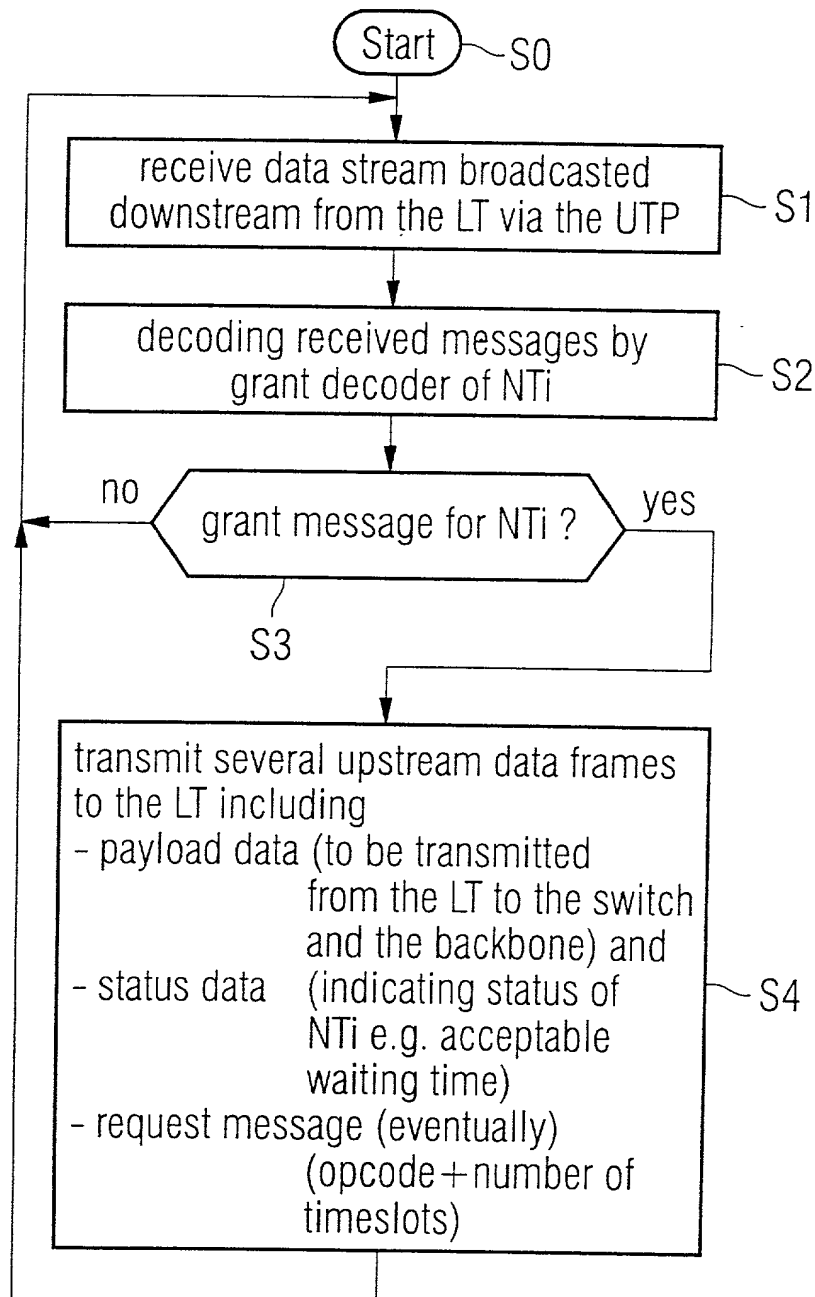 Start
S0
receive data stream broadcasted
downstream from the LT via the UTP
S1
decoding received messages by
grant decoder of NTi
S2
no
grant message for NTi ?
yes
S3
transmit several upstream data frames
to the LT including
- payload data (to be transmitted
from the LT to the switch
and the backbone) and
- status data (indicating status of
NTi e.g. acceptable
waiting time)
- request message (eventually)
(opcode+number of
timeslots)
S4